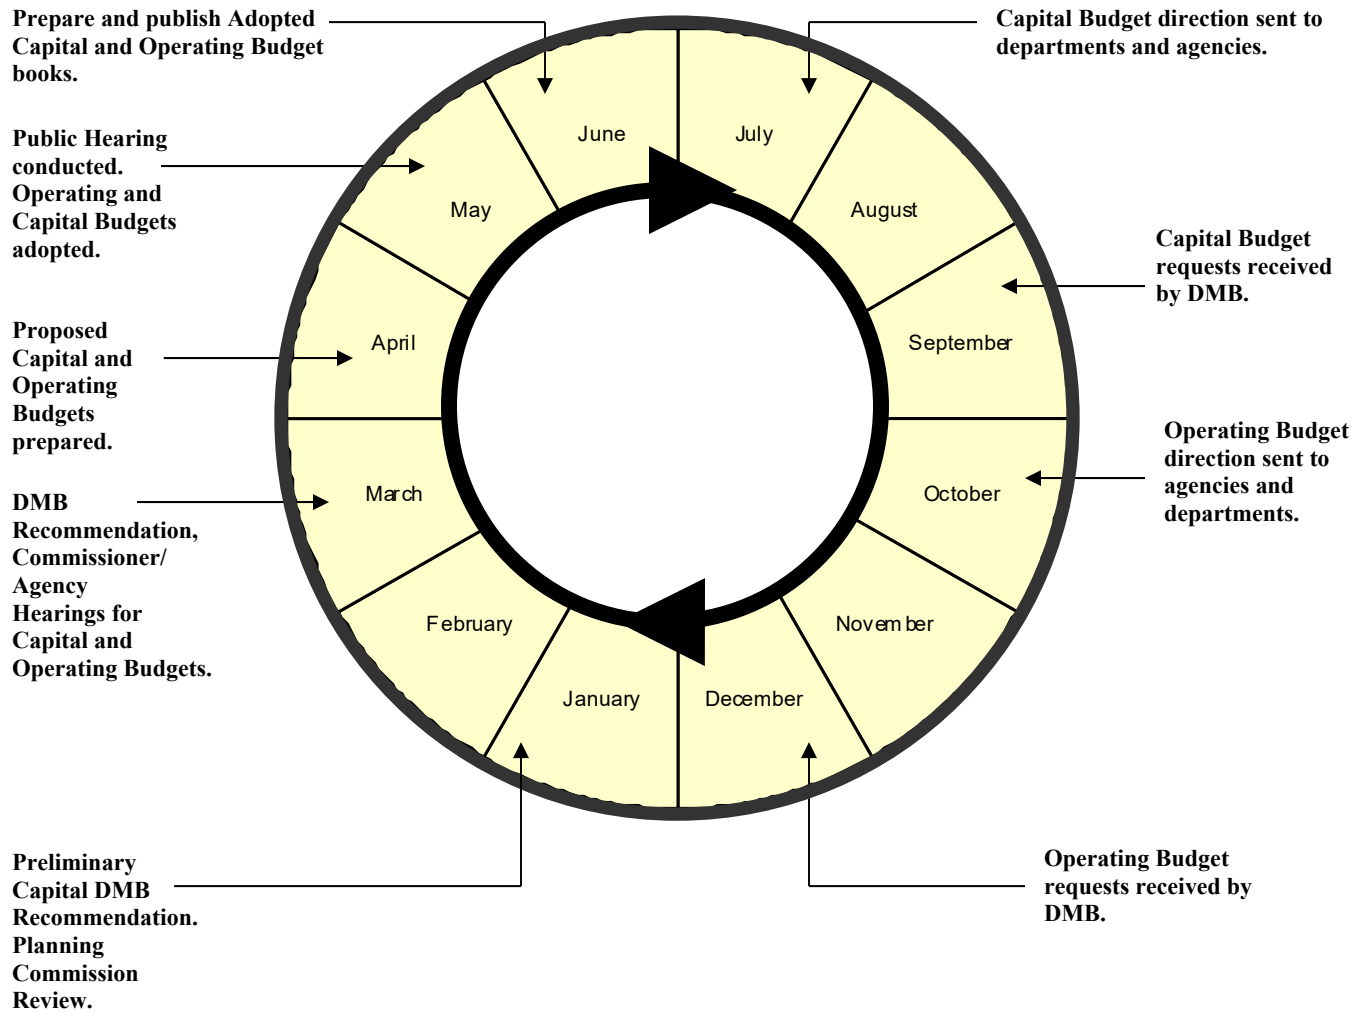 Prepare and publish Adopted
Capital and Operating Budget
books.
Capital Budget direction sent to
departments and agencies.
Public Hearing
conducted.
Operating and
Capital Budgets
adopted.
Capital Budget
requests received
by DMB.
Proposed
Capital and
Operating
Budgets
prepared.
Operating Budget
direction sent to
agencies and
departments.
DMB
Recommendation,
Commissioner/
Agency
Hearings for
Capital and
Operating Budgets.
Preliminary
Capital DMB
Recommendation.
Planning
Commission
Review.
Operating Budget
requests received by
DMB.
June
July
May
August
April
September
March
October
February
November
January
December